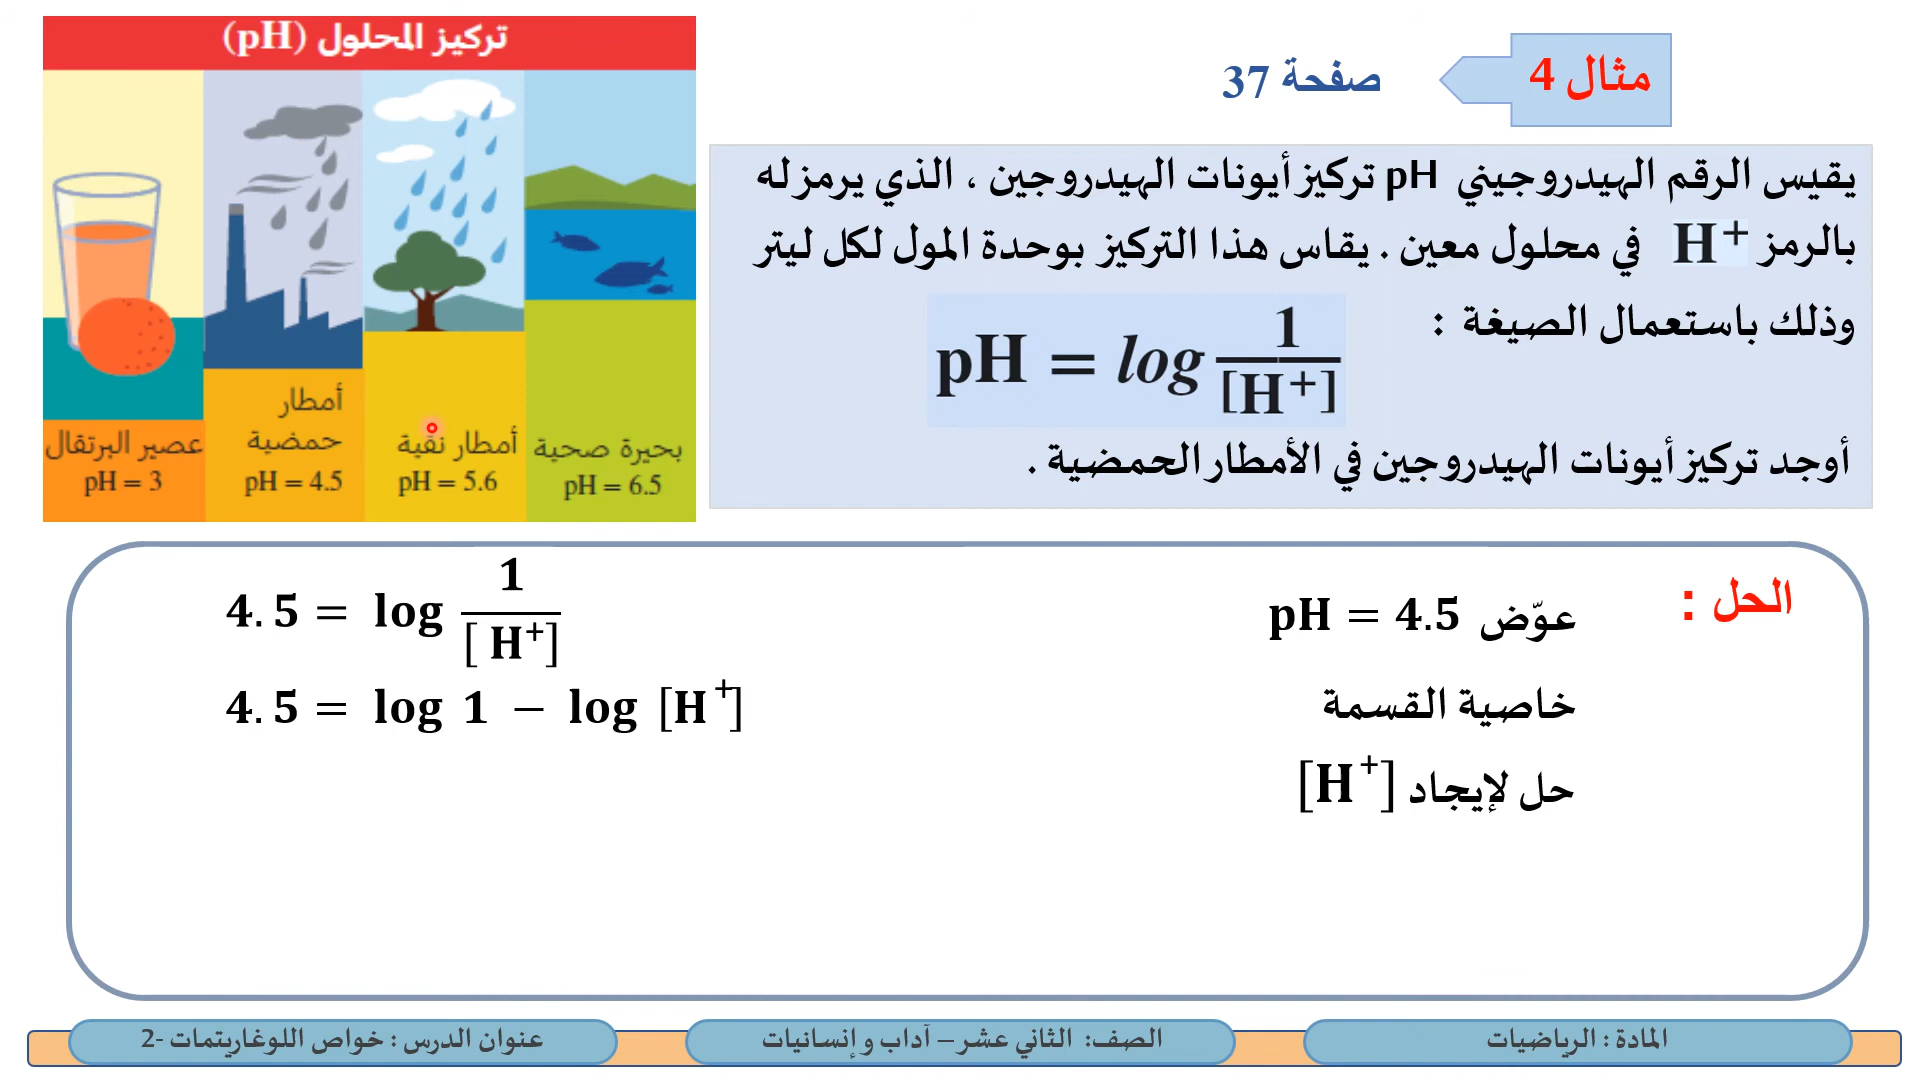 مثال 4
صفحة 37
تركيز المحلول (pH)
عصير البرتقال
pH = 3
أمطار
حمضية
pH = 4.5
أمطار نقية
pH = 5.6
بحيرة صحية
pH = 6.5
يقيس الرقم الهيدروجيني pH تركيز أيونات الهيدروجين ، الذي يرمز له
بالرمز H⁺ في محلول معين . يقاس هذا التركيز بوحدة المول لكل ليتر
وذلك باستعمال الصيغة :
pH = log 1/[H⁺]
أوجد تركيز أيونات الهيدروجين في الأمطار الحمضية .
الحل :
عوّض pH = 4.5
4.5 = log 1/[ H⁺]
خاصية القسمة
4.5 = log 1 − log [H⁺]
حل لإيجاد [H⁺]
المادة : الرياضيات
الصف: الثاني عشر – آداب و إنسانيات
عنوان الدرس : خواص اللوغاريتمات -2